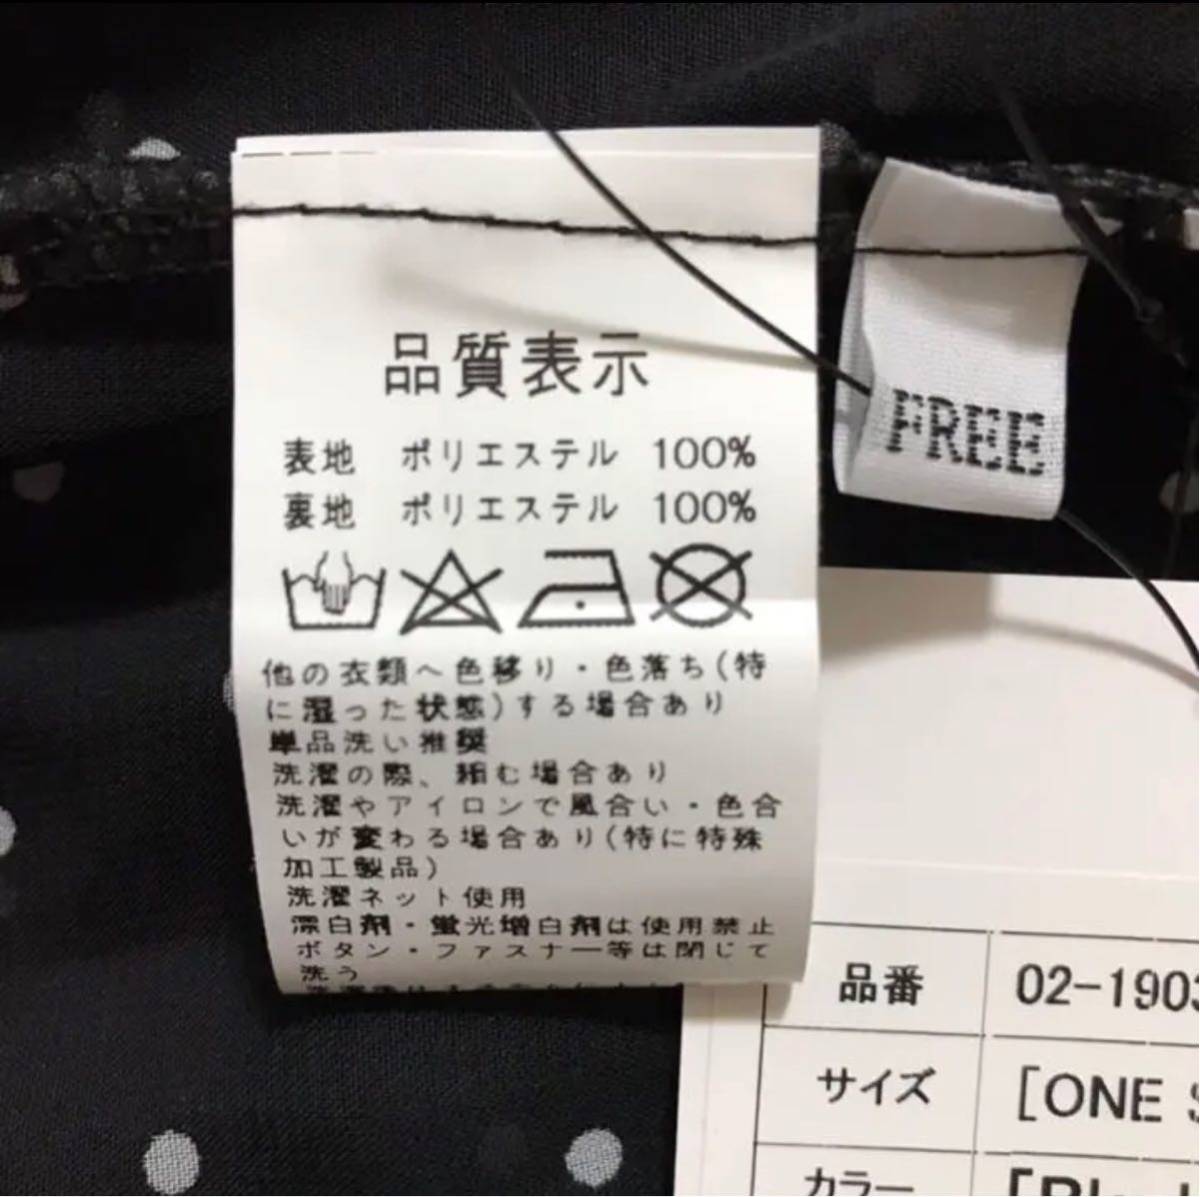 品質表示
表地 ポリエステル 100%
裏地 ポリエステル 100%
他の衣類へ色移り・色落ち(特
に湿った状態)する場合あり
単品洗い推奨
洗濯の際、縮む場合あり
洗濯やアイロンで風合い・色合
いが変わる場合あり(特に特殊
加工製品)
洗濯ネット使用
漂白剤・蛍光増白剤は使用禁止
ボタン・ファスナー等は閉じて
洗う
FREE
品番 02-1903
サイズ [ONE
カラー